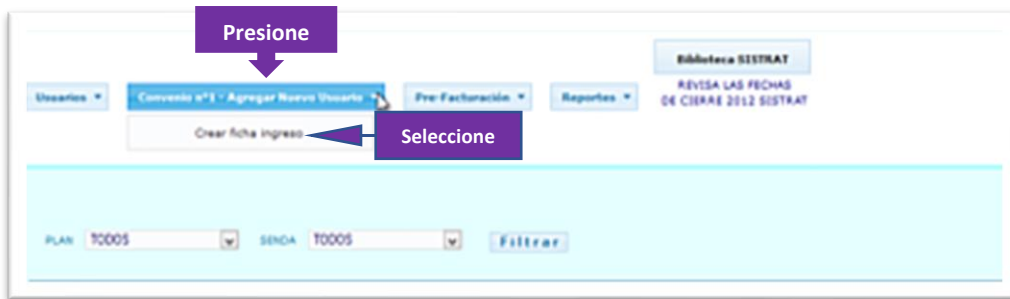 Presione
Biblioteca SISTRAT
REVISA LAS FECHAS
DE CIERRE 2012 SISTRAT
Usuarios
Convenio nº1 - Agregar Nuevo Usuario
Pre-Facturación
Reportes
Crear ficha ingreso
Seleccione
PLAN TODOS SENDA TODOS Filtrar